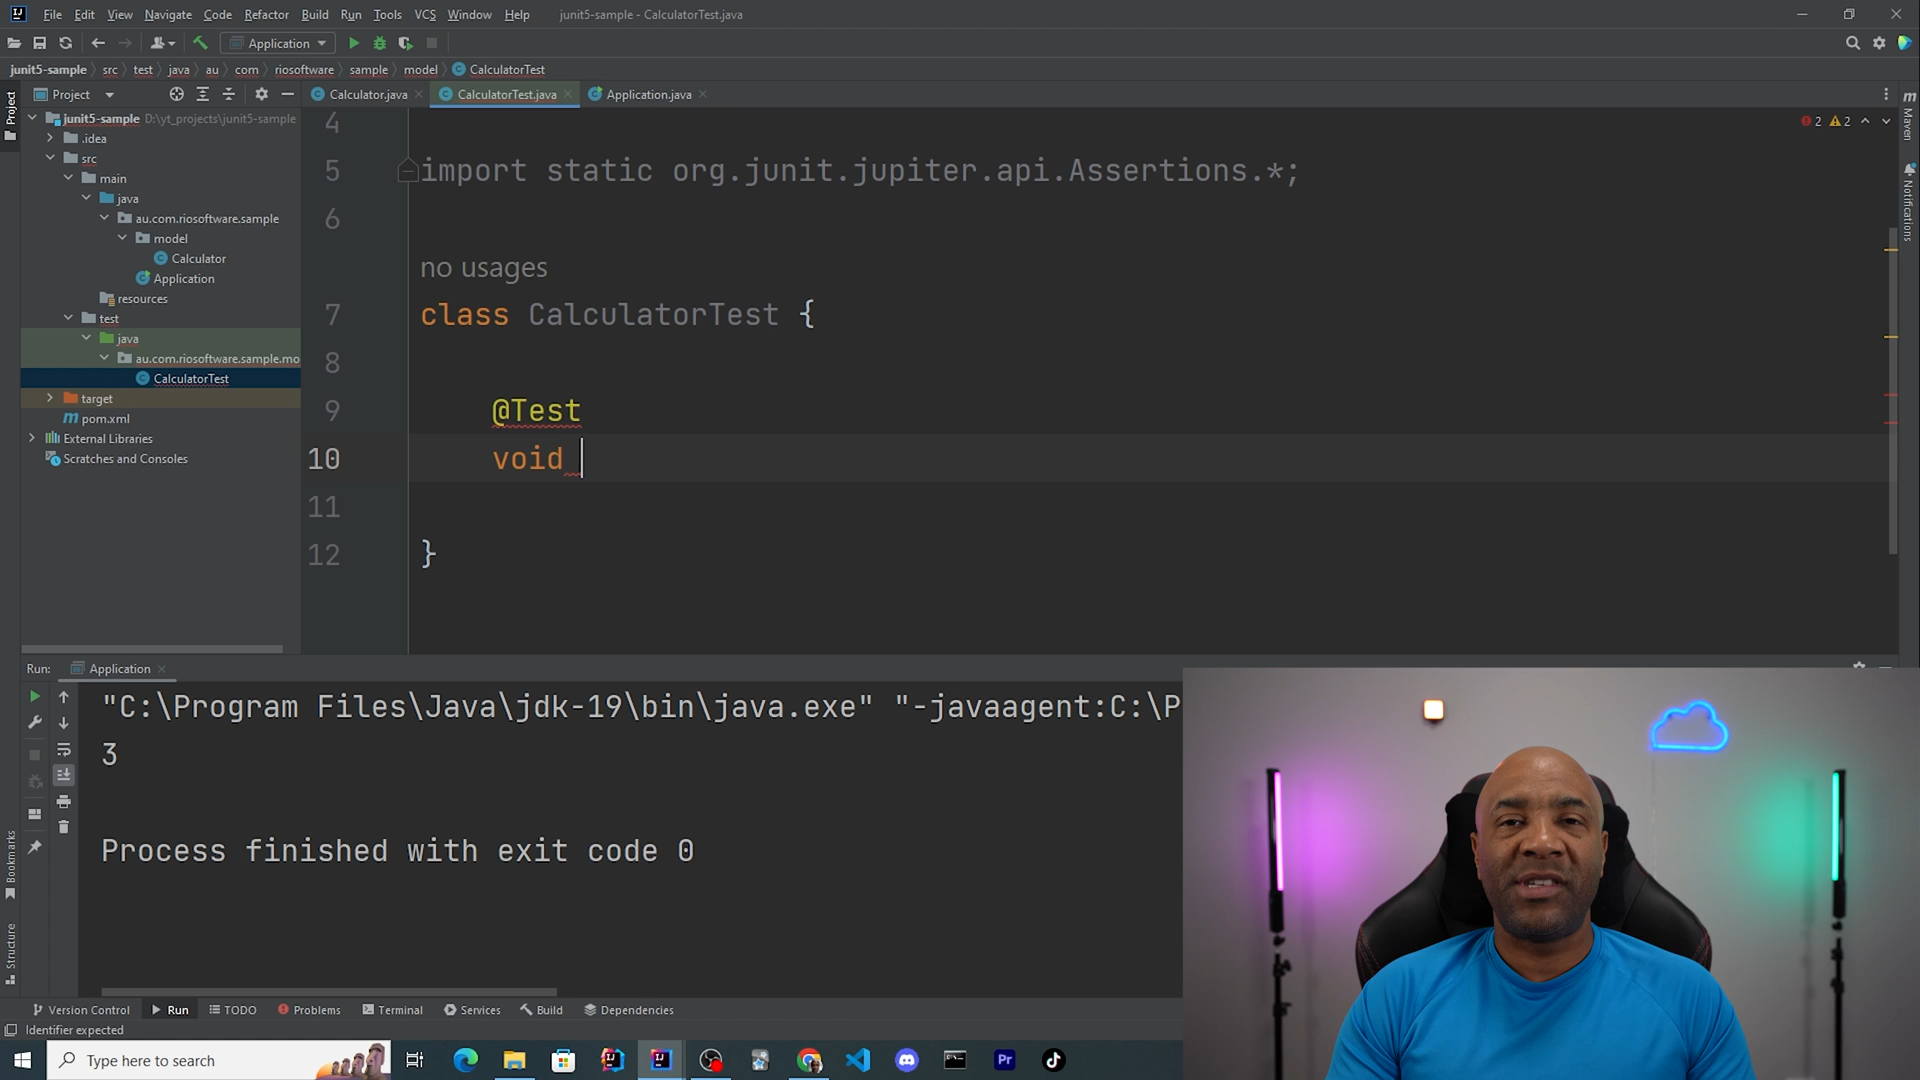 File Edit View Navigate Code Refactor Build Run Tools VCS Window Help junit5-sample - CalculatorTest.java
Application
junit5-sample src test java au com riosoftware sample model CalculatorTest
Project
Calculator.java CalculatorTest.java Application.java
Project
junit5-sample D:\yt_projects\junit5-sample
.idea
src
main
java
au.com.riosoftware.sample
model
Calculator
Application
resources
test
java
au.com.riosoftware.sample.mo
CalculatorTest
target
pom.xml
External Libraries
Scratches and Consoles
4
5 import static org.junit.jupiter.api.Assertions.*;
6
no usages
7 class CalculatorTest {
8
9 @Test
10 void
11
12 }
2 2
Maven
Notifications
Run: Application
"C:\Program Files\Java\jdk-19\bin\java.exe" "-javaagent:C:\P
3
Process finished with exit code 0
Bookmarks
Structure
Version Control Run TODO Problems Terminal Services Build Dependencies
Identifier expected
Type here to search
Pr